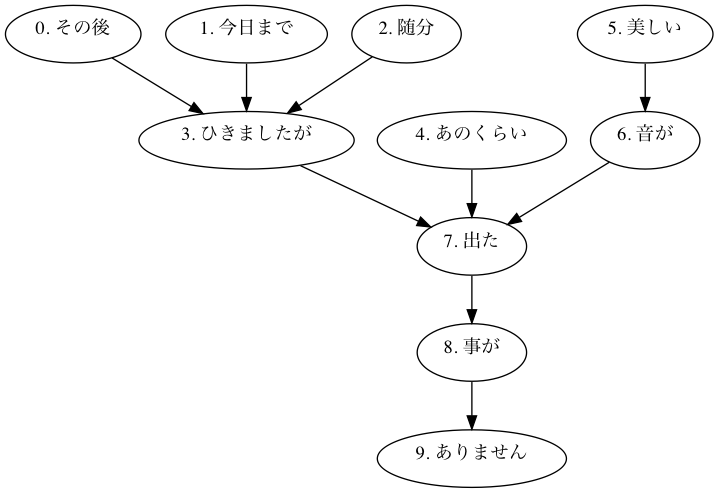 0. その後
1. 今日まで
2. 随分
5. 美しい
3. ひきましたが
4. あのくらい
6. 音が
7. 出た
8. 事が
9. ありません